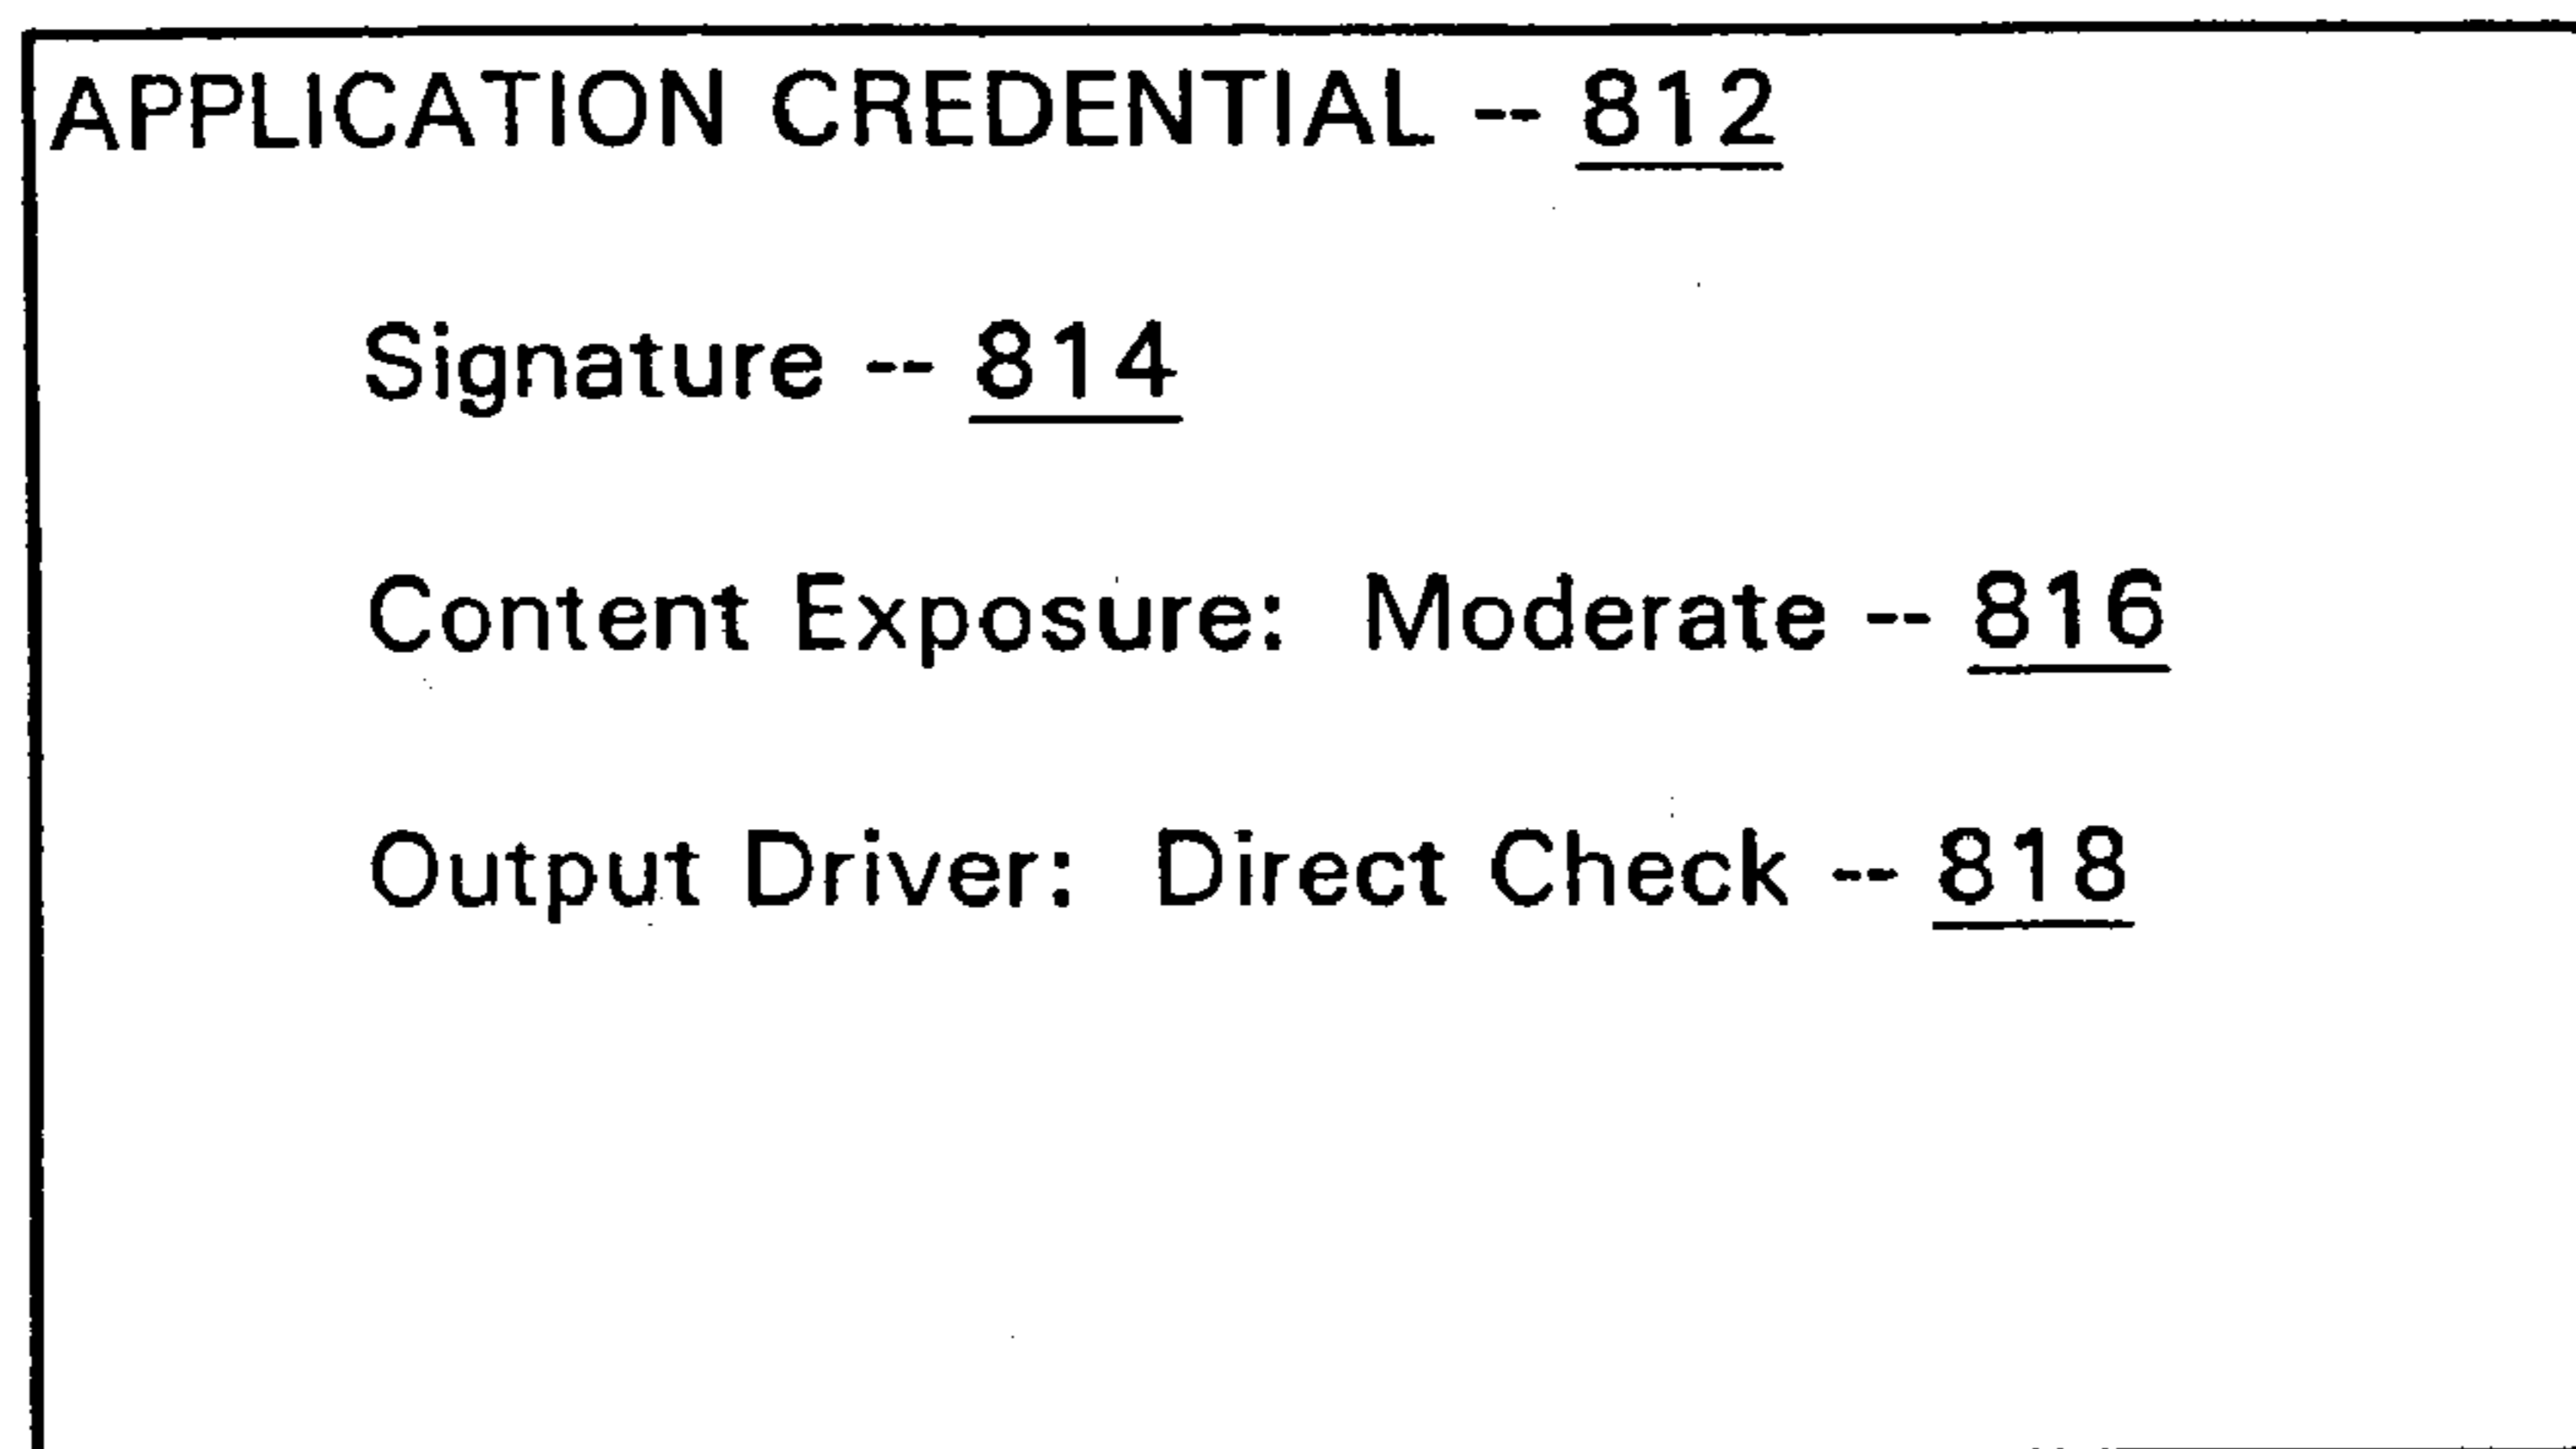 APPLICATION CREDENTIAL -- 812
Signature -- 814
Content Exposure: Moderate -- 816
Output Driver: Direct Check -- 818